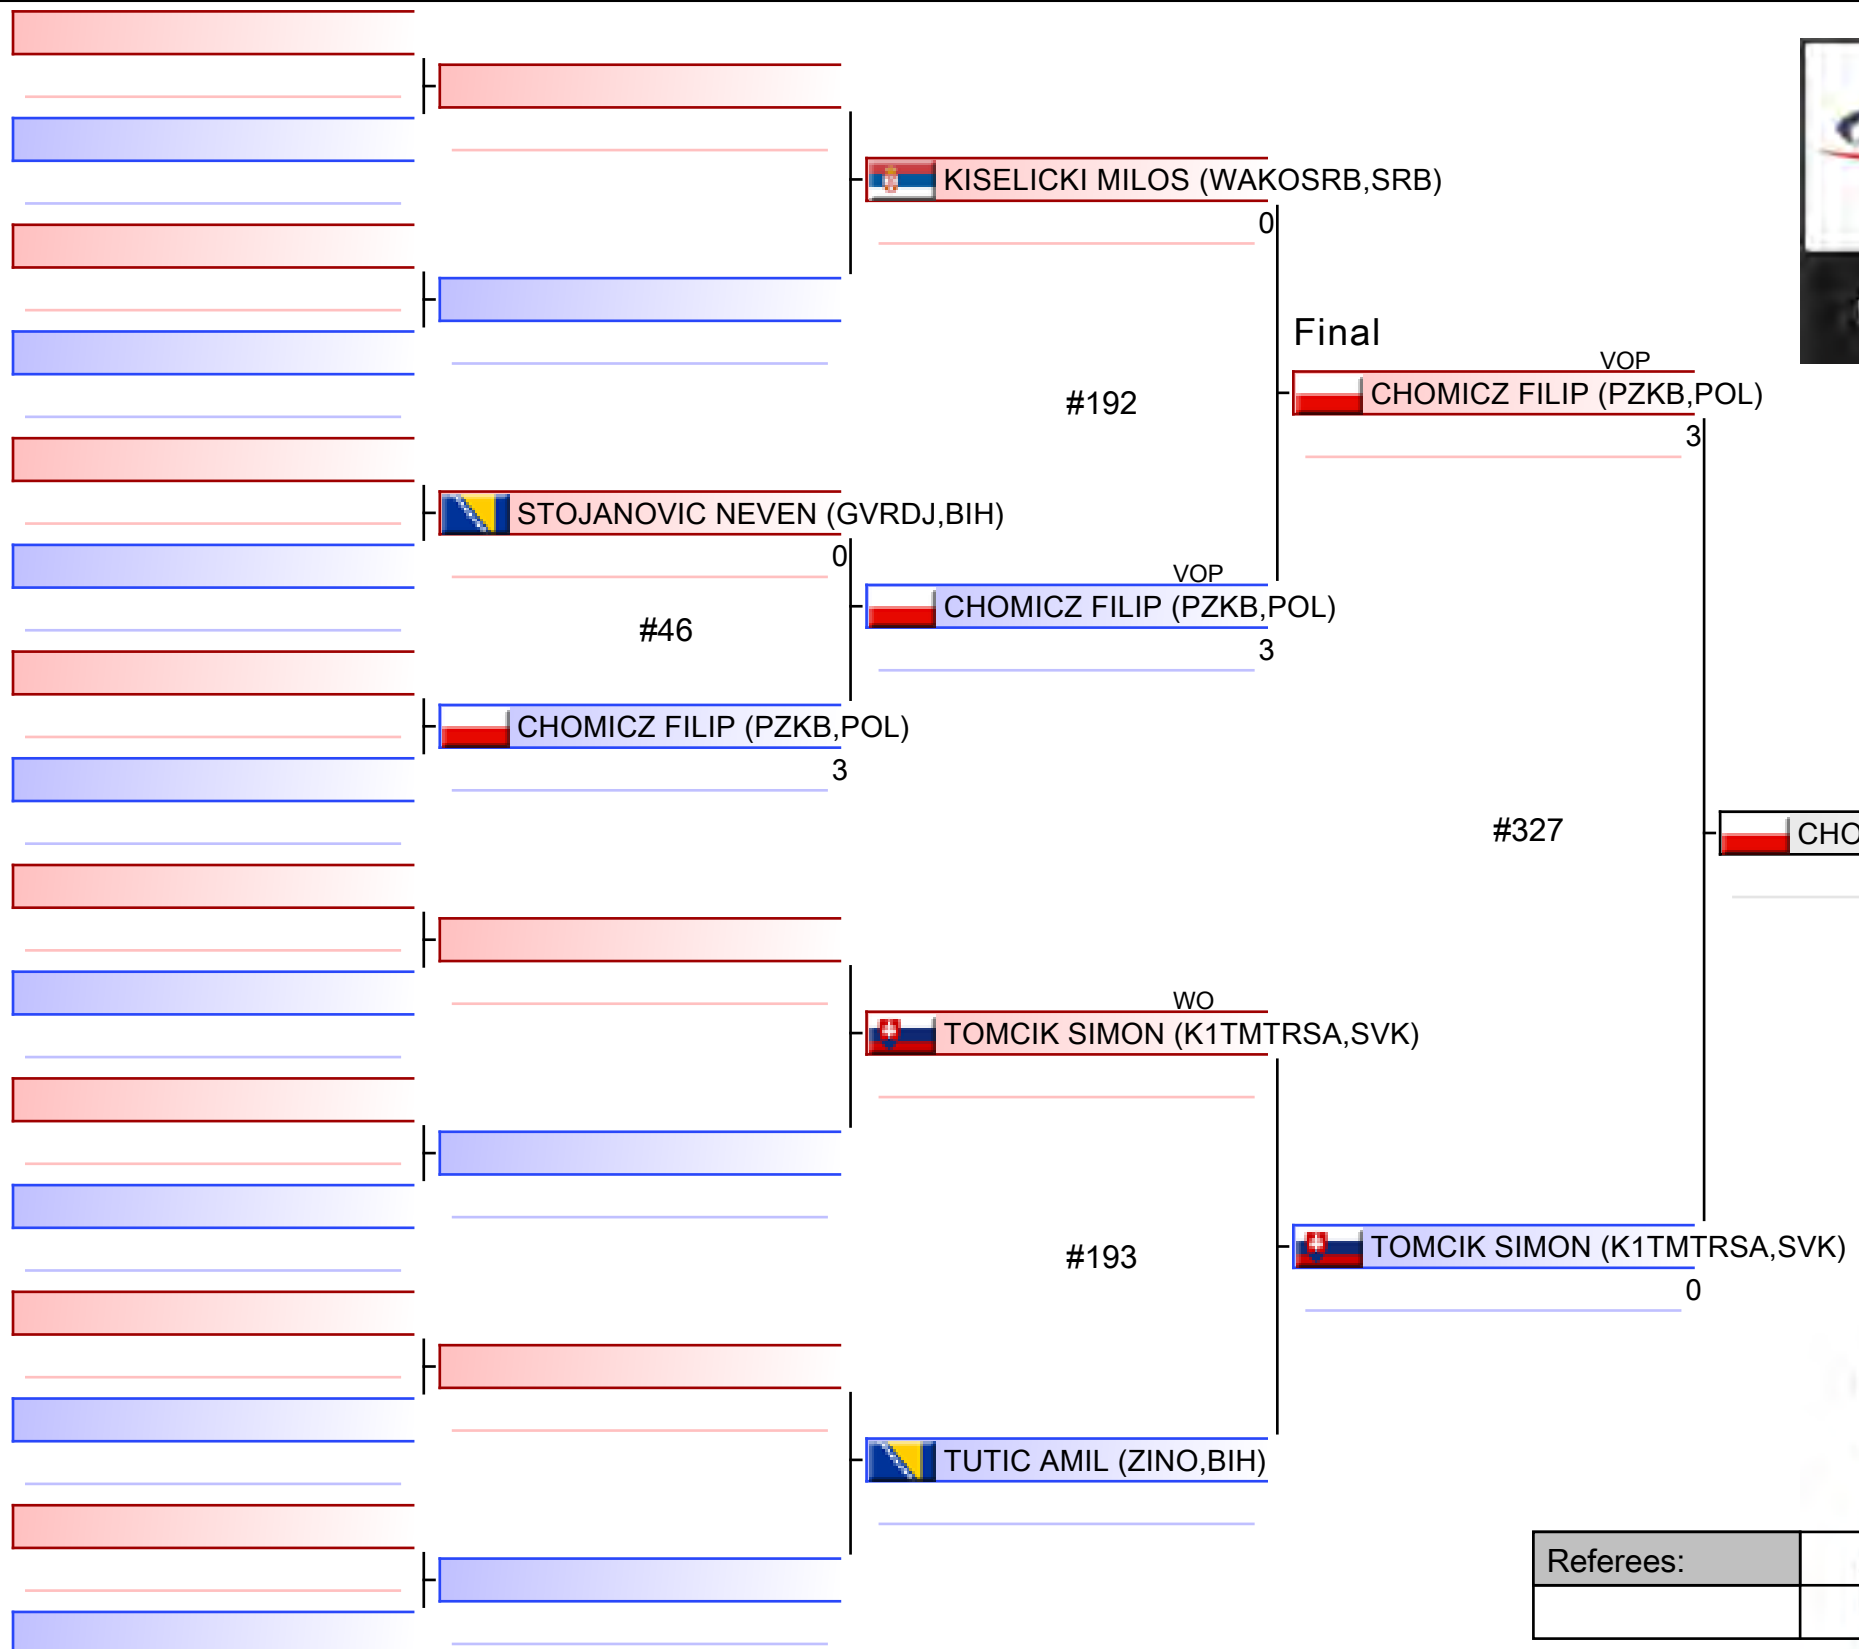 KISELICKI MILOS (WAKOSRB,SRB)
0
Final
VOP
CHOMICZ FILIP (PZKB,POL)
3
#192
STOJANOVIC NEVEN (GVRDJ,BIH)
0
VOP
CHOMICZ FILIP (PZKB,POL)
3
#46
CHOMICZ FILIP (PZKB,POL)
3
#327
CHO
WO
TOMCIK SIMON (K1TMTRSA,SVK)
#193
TOMCIK SIMON (K1TMTRSA,SVK)
0
TUTIC AMIL (ZINO,BIH)
Referees: